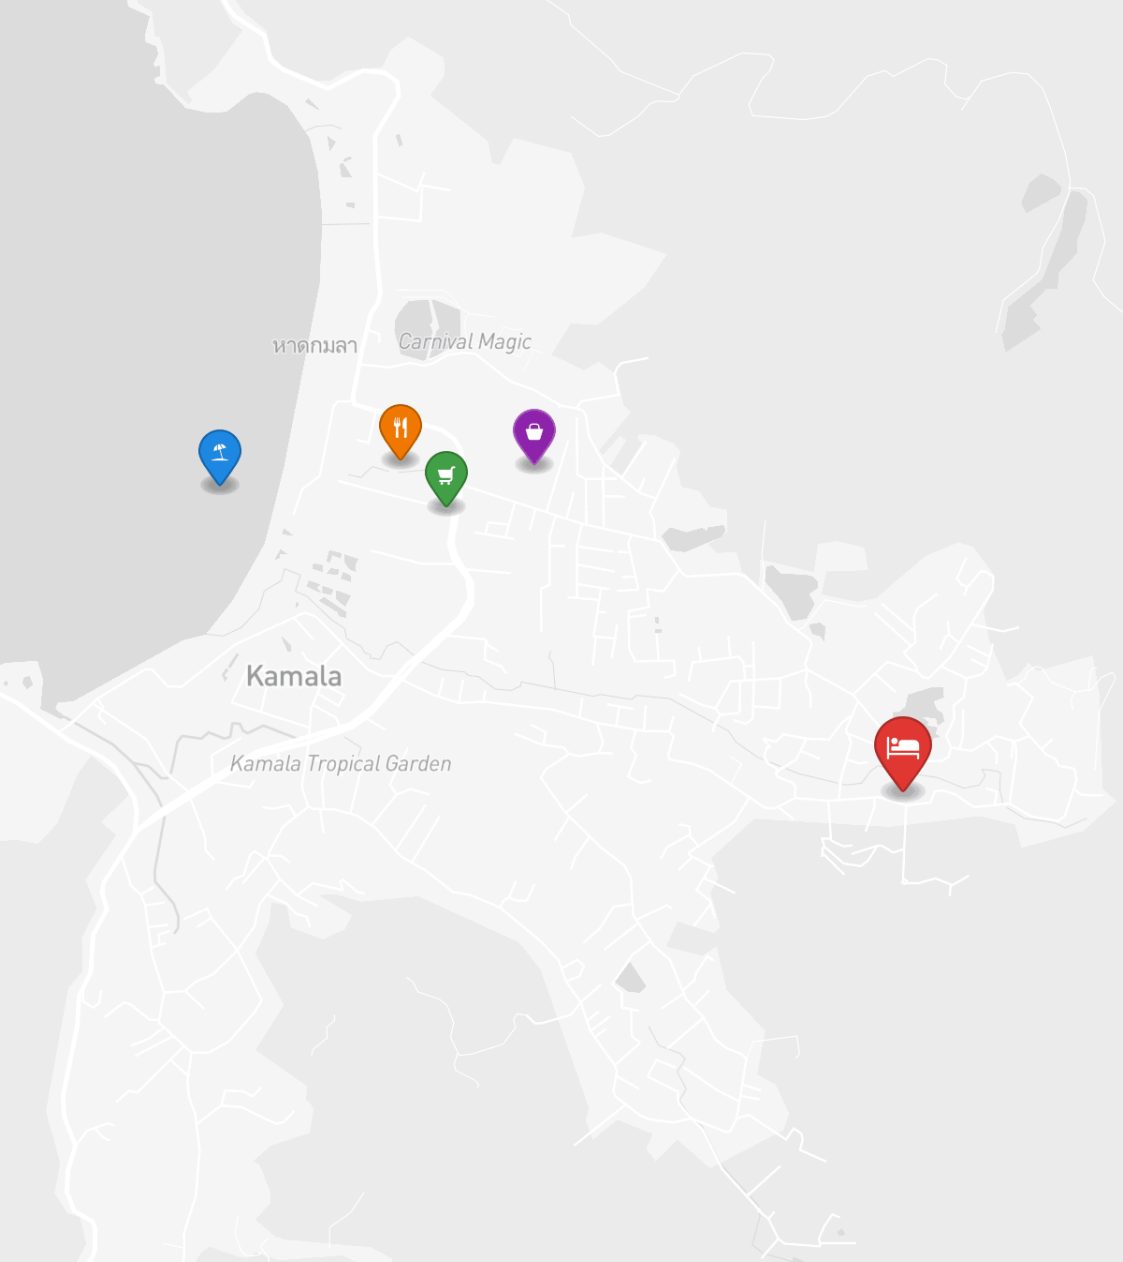 หาดกมลา
Carnival Magic
Kamala
Kamala Tropical Garden